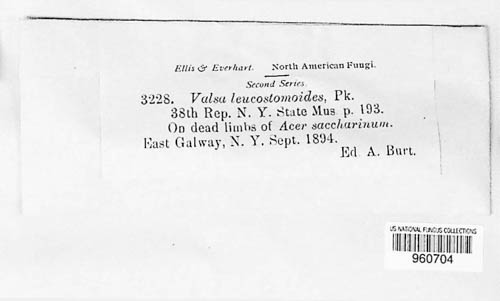 Ellis & Everhart. North American Fungi.
Second Series.
3228. Valsa leucostomoides, Pk.
38th Rep. N. Y. State Mus. p. 193.
On dead limbs of Acer saccharinum.
East Galway, N. Y. Sept. 1894.
Ed. A. Burt.
US NATIONAL FUNGUS COLLECTIONS
960704